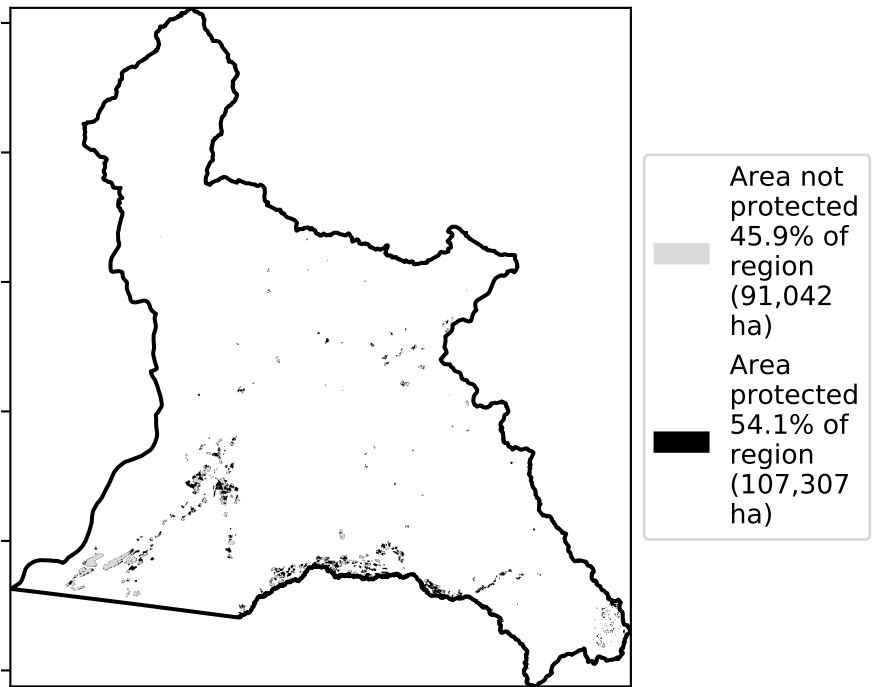 Area not
protected
45.9% of
region
(91,042
ha)
Area
protected
54.1% of
region
(107,307
ha)